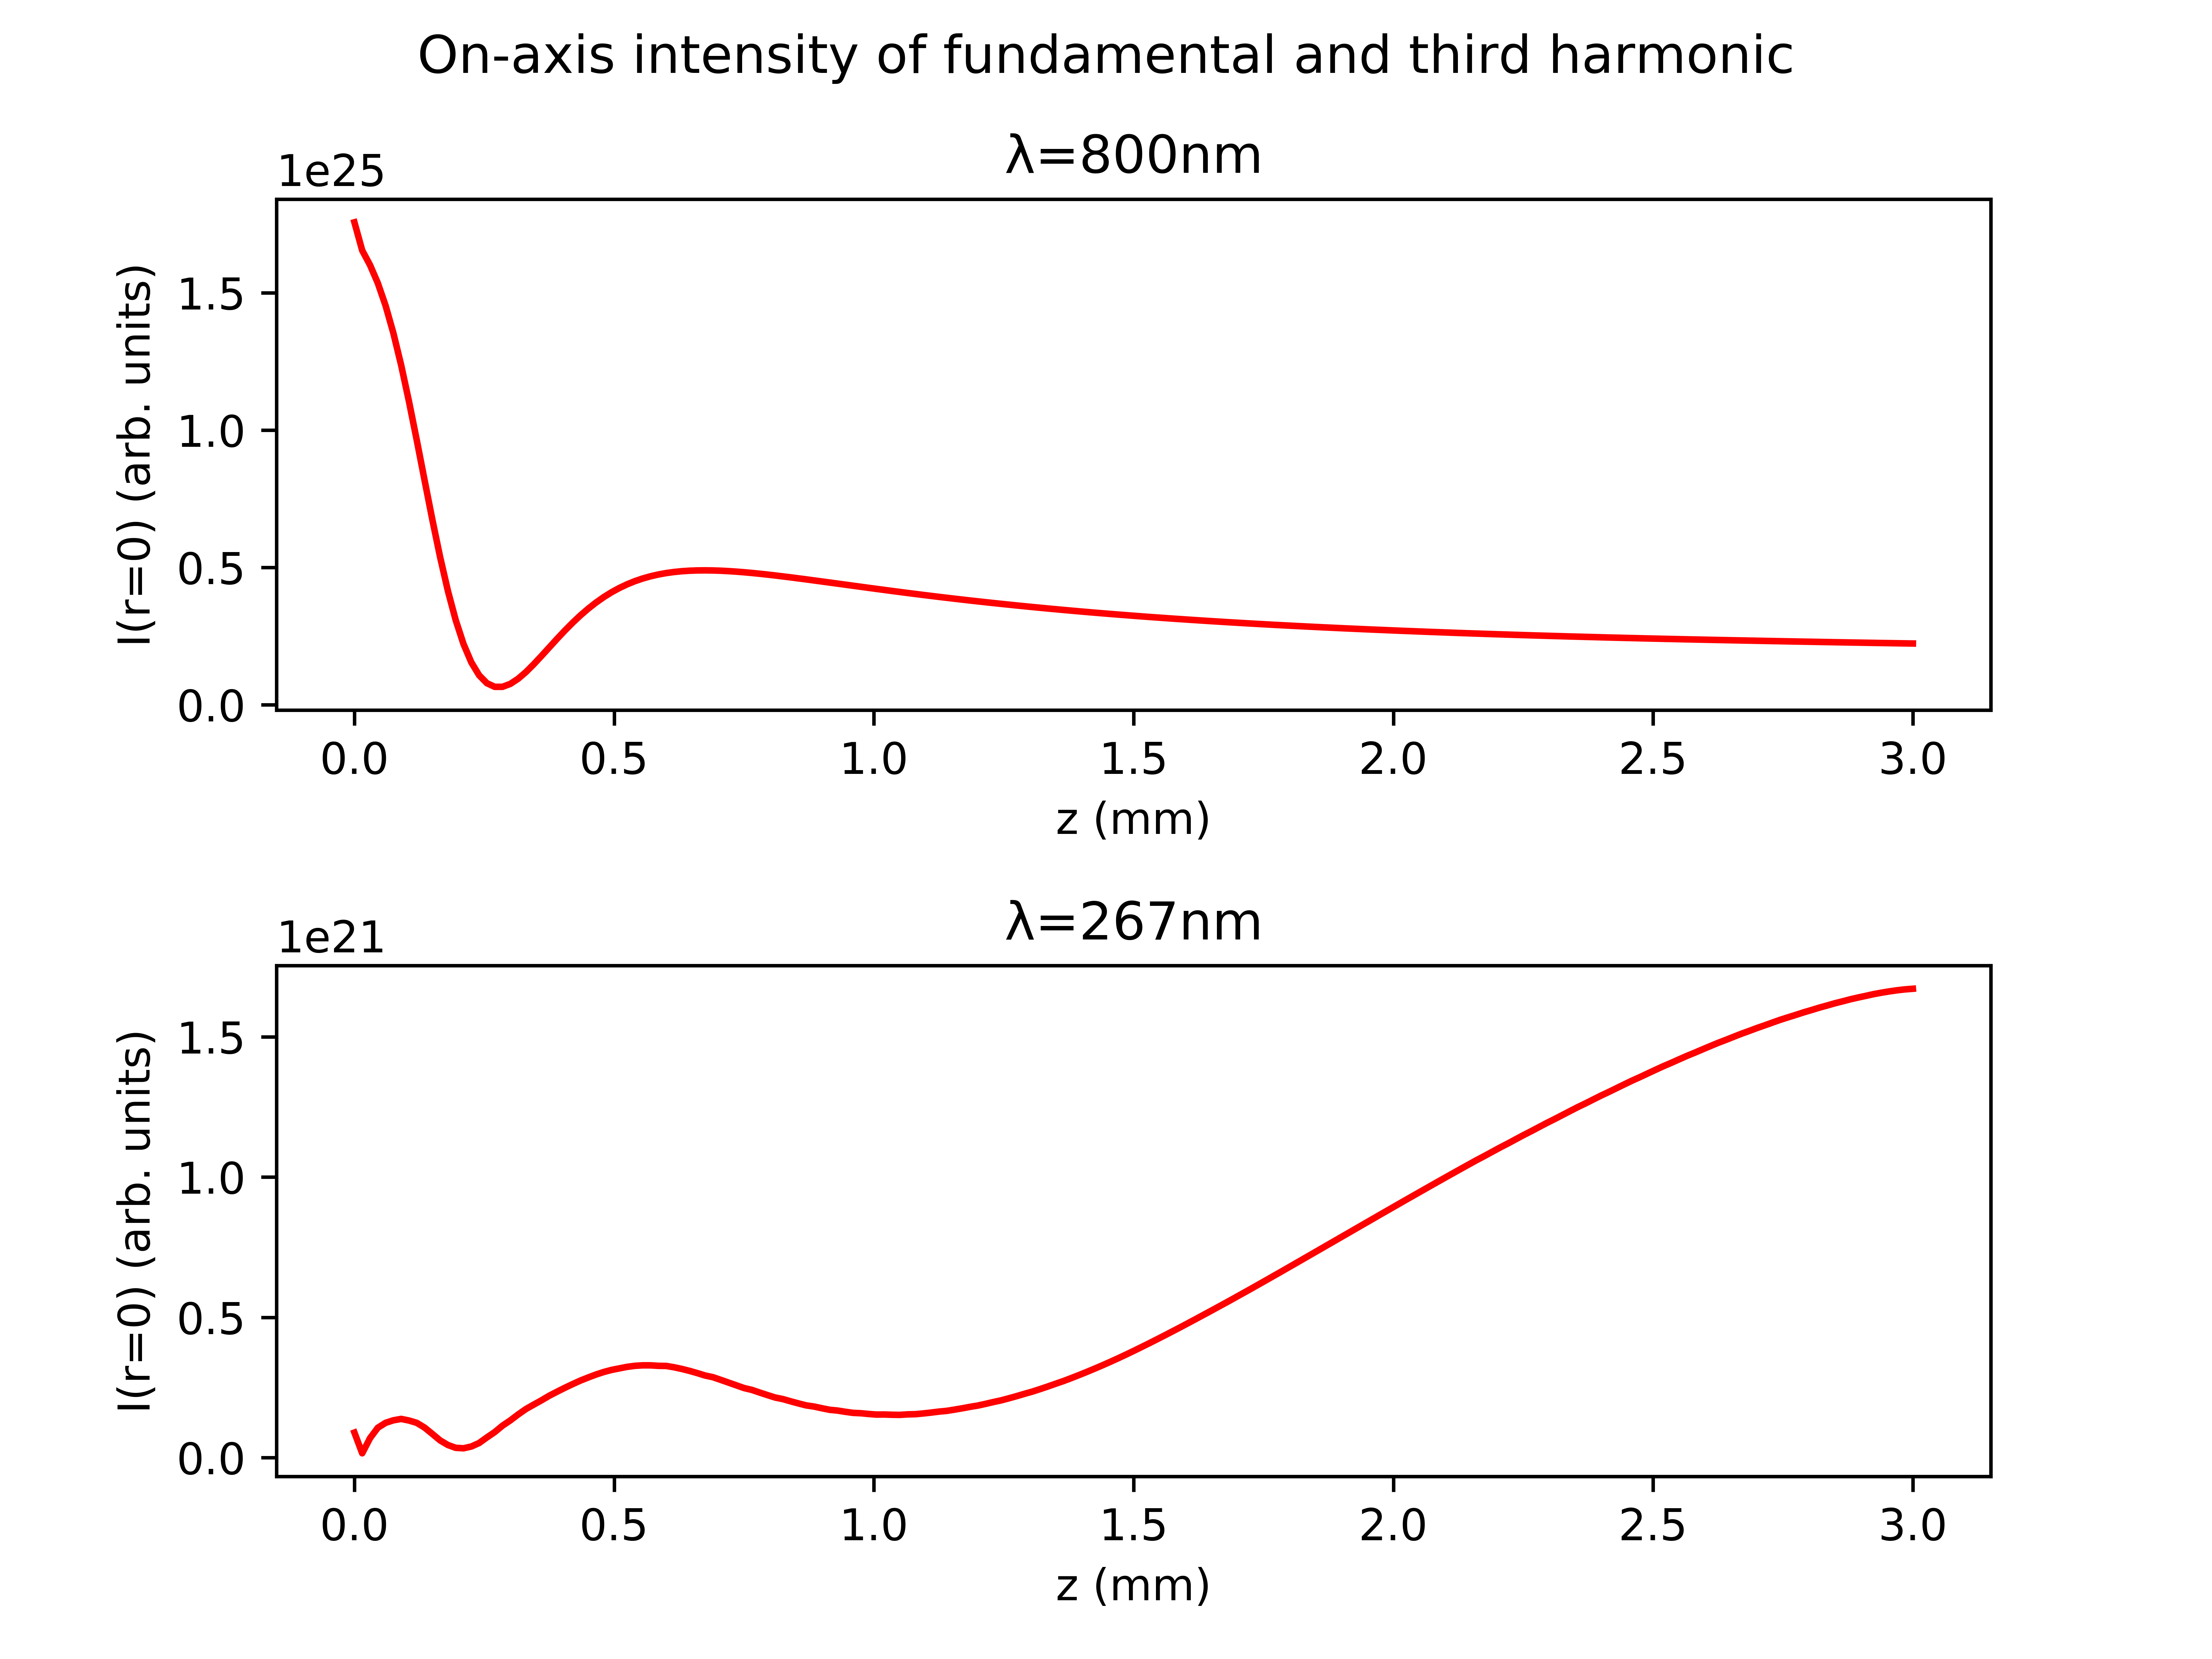 On-axis intensity of fundamental and third harmonic
λ=800nm
1e25
I(r=0) (arb. units)
1.5
1.0
0.5
0.0
0.0 0.5 1.0 1.5 2.0 2.5 3.0
z (mm)
λ=267nm
1e21
I(r=0) (arb. units)
1.5
1.0
0.5
0.0
0.0 0.5 1.0 1.5 2.0 2.5 3.0
z (mm)